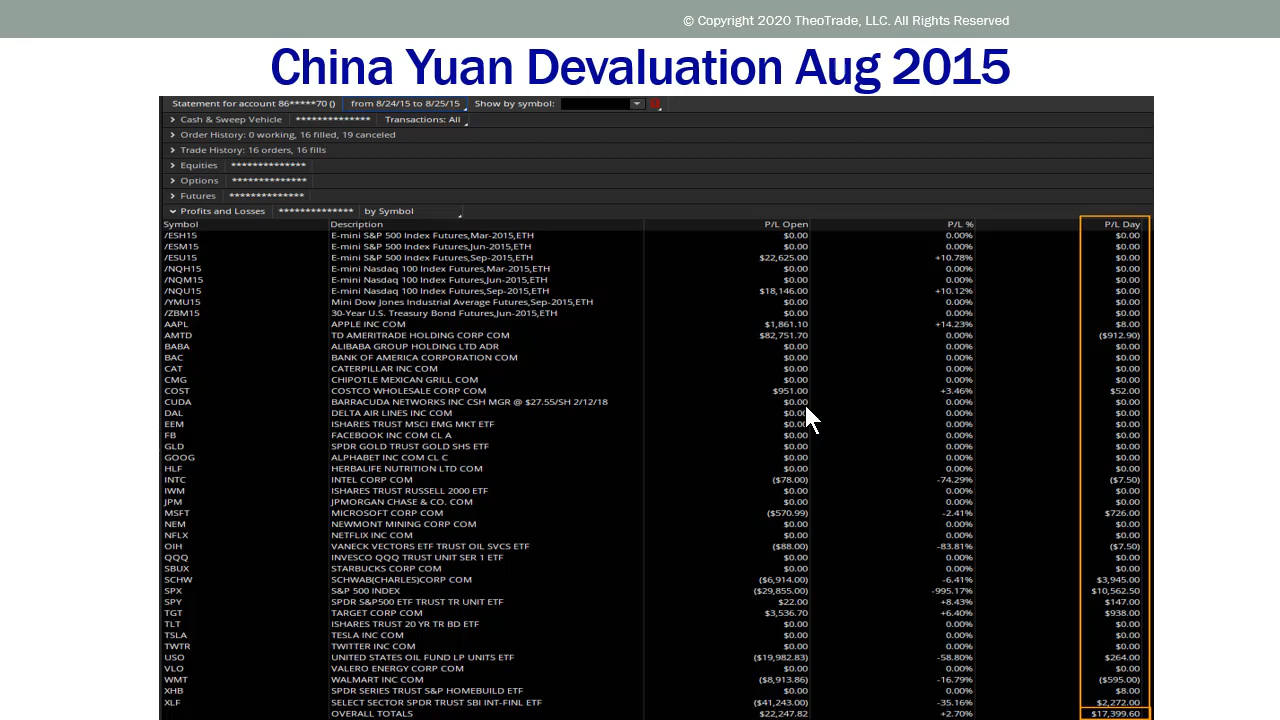 © Copyright 2020 TheoTrade, LLC. All Rights Reserved
China Yuan Devaluation Aug 2015
Statement for account 86*****70 () from 8/24/15 to 8/25/15 Show by symbol:
Cash & Sweep Vehicle ************** Transactions: All
Order History: 0 working, 16 filled, 19 canceled
Trade History: 16 orders, 16 fills
Equities **************
Options **************
Futures **************
Profits and Losses ************** by Symbol
Symbol Description P/L Open P/L % P/L Day
/ESH15 E-mini S&P 500 Index Futures,Mar-2015,ETH $0.00 0.00% $0.00
/ESM15 E-mini S&P 500 Index Futures,Jun-2015,ETH $0.00 0.00% $0.00
/ESU15 E-mini S&P 500 Index Futures,Sep-2015,ETH $22,625.00 +10.78% $0.00
/NQH15 E-mini Nasdaq 100 Index Futures,Mar-2015,ETH $0.00 0.00% $0.00
/NQM15 E-mini Nasdaq 100 Index Futures,Jun-2015,ETH $0.00 0.00% $0.00
/NQU15 E-mini Nasdaq 100 Index Futures,Sep-2015,ETH $18,146.00 +10.12% $0.00
/YMU15 Mini Dow Jones Industrial Average Futures,Sep-2015,ETH $0.00 0.00% $0.00
/ZBM15 30-Year U.S. Treasury Bond Futures,Jun-2015,ETH $0.00 0.00% $0.00
AAPL APPLE INC COM $1,861.10 +14.23% $8.00
AMTD TD AMERITRADE HOLDING CORP COM $82,751.70 0.00% ($912.90)
BABA ALIBABA GROUP HOLDING LTD ADR $0.00 0.00% $0.00
BAC BANK OF AMERICA CORPORATION COM $0.00 0.00% $0.00
CAT CATERPILLAR INC COM $0.00 0.00% $0.00
CMG CHIPOTLE MEXICAN GRILL COM $0.00 0.00% $0.00
COST COSTCO WHOLESALE CORP COM $951.00 +3.46% $52.00
CUDA BARRACUDA NETWORKS INC CSH MGR @ $27.55/SH 2/12/18 $0.00 0.00% $0.00
DAL DELTA AIR LINES INC COM $0.00 0.00% $0.00
EEM ISHARES TRUST MSCI EMG MKT ETF $0.00 0.00% $0.00
FB FACEBOOK INC COM CL A $0.00 0.00% $0.00
GLD SPDR GOLD TRUST GOLD SHS ETF $0.00 0.00% $0.00
GOOG ALPHABET INC COM CL C $0.00 0.00% $0.00
HLF HERBALIFE NUTRITION LTD COM $0.00 0.00% $0.00
INTC INTEL CORP COM ($78.00) -74.29% ($7.50)
IWM ISHARES TRUST RUSSELL 2000 ETF $0.00 0.00% $0.00
JPM JPMORGAN CHASE & CO. COM $0.00 0.00% $0.00
MSFT MICROSOFT CORP COM ($570.99) -2.41% $726.00
NEM NEWMONT MINING CORP COM $0.00 0.00% $0.00
NFLX NETFLIX INC COM $0.00 0.00% $0.00
OIH VANECK VECTORS ETF TRUST OIL SVCS ETF ($88.00) -83.81% ($7.50)
QQQ INVESCO QQQ TRUST UNIT SER 1 ETF $0.00 0.00% $0.00
SBUX STARBUCKS CORP COM $0.00 0.00% $0.00
SCHW SCHWAB(CHARLES)CORP COM ($6,914.00) -6.41% $3,945.00
SPX S&P 500 INDEX ($29,855.00) -995.17% $10,562.50
SPY SPDR S&P500 ETF TRUST TR UNIT ETF $22.00 +8.43% $147.00
TGT TARGET CORP COM $3,536.70 +6.40% $938.00
TLT ISHARES TRUST 20 YR TR BD ETF $0.00 0.00% $0.00
TSLA TESLA INC COM $0.00 0.00% $0.00
TWTR TWITTER INC COM $0.00 0.00% $0.00
USO UNITED STATES OIL FUND LP UNITS ETF ($19,982.83) -58.80% $264.00
VLO VALERO ENERGY CORP COM $0.00 0.00% $0.00
WMT WALMART INC COM ($8,913.86) -16.79% ($595.00)
XHB SPDR SERIES TRUST S&P HOMEBUILD ETF $0.00 0.00% $8.00
XLF SELECT SECTOR SPDR TRUST SBI INT-FINL ETF ($41,243.00) -35.16% $2,272.00
OVERALL TOTALS $22,247.82 +2.70% $17,399.60